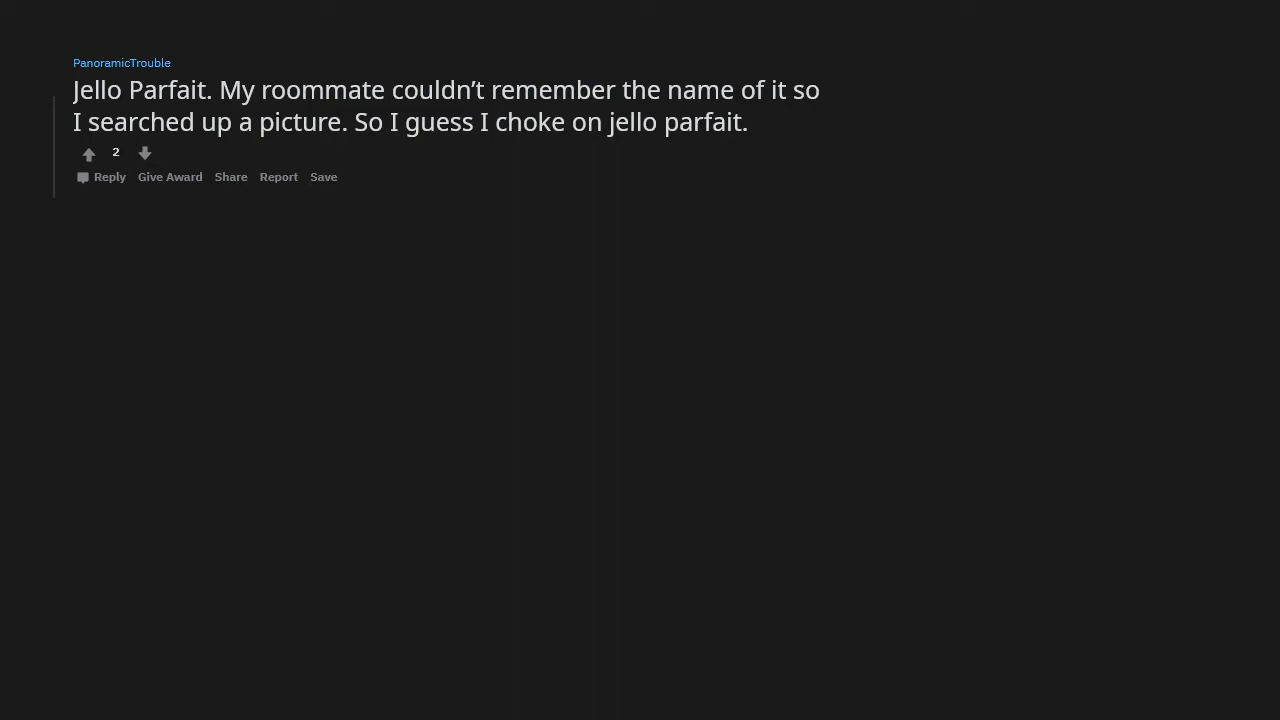 PanoramicTrouble
Jello Parfait. My roommate couldn’t remember the name of it so
I searched up a picture. So I guess I choke on jello parfait.
2
Reply Give Award Share Report Save